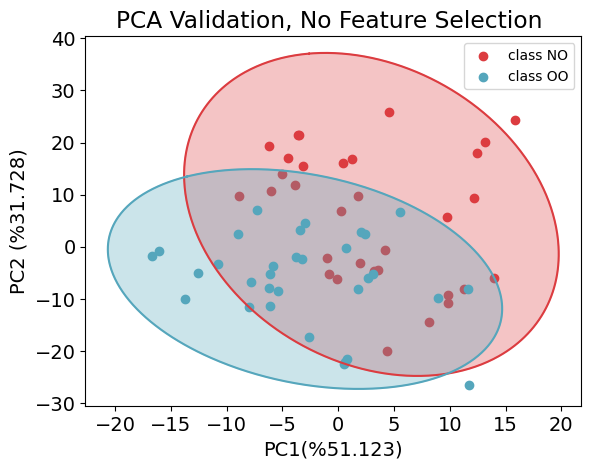 PCA Validation, No Feature Selection
class NO
class OO
40
30
20
10
0
−10
−20
−30
PC2 (%31.728)
−20 −15 −10 −5 0 5 10 15 20
PC1(%51.123)